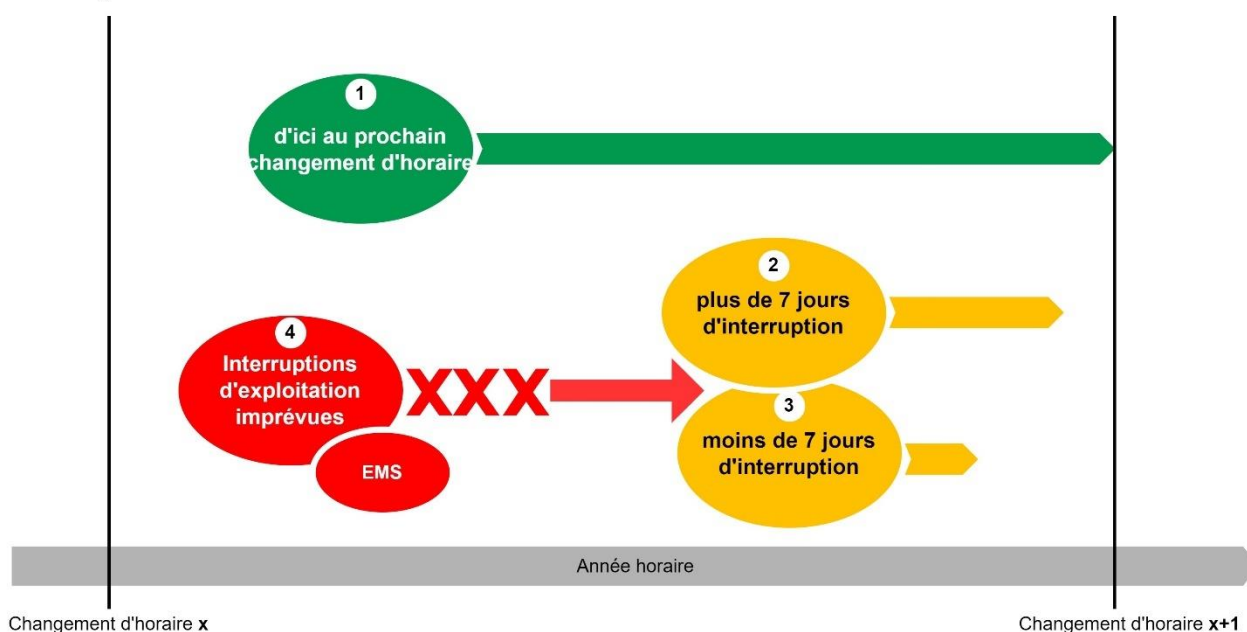 1
d'ici au prochain
changement d'horaire
2
plus de 7 jours
d'interruption
4
Interruptions
d'exploitation
imprévues
XXX
3
moins de 7 jours
d'interruption
EMS
Année horaire
Changement d'horaire x
Changement d'horaire x+1